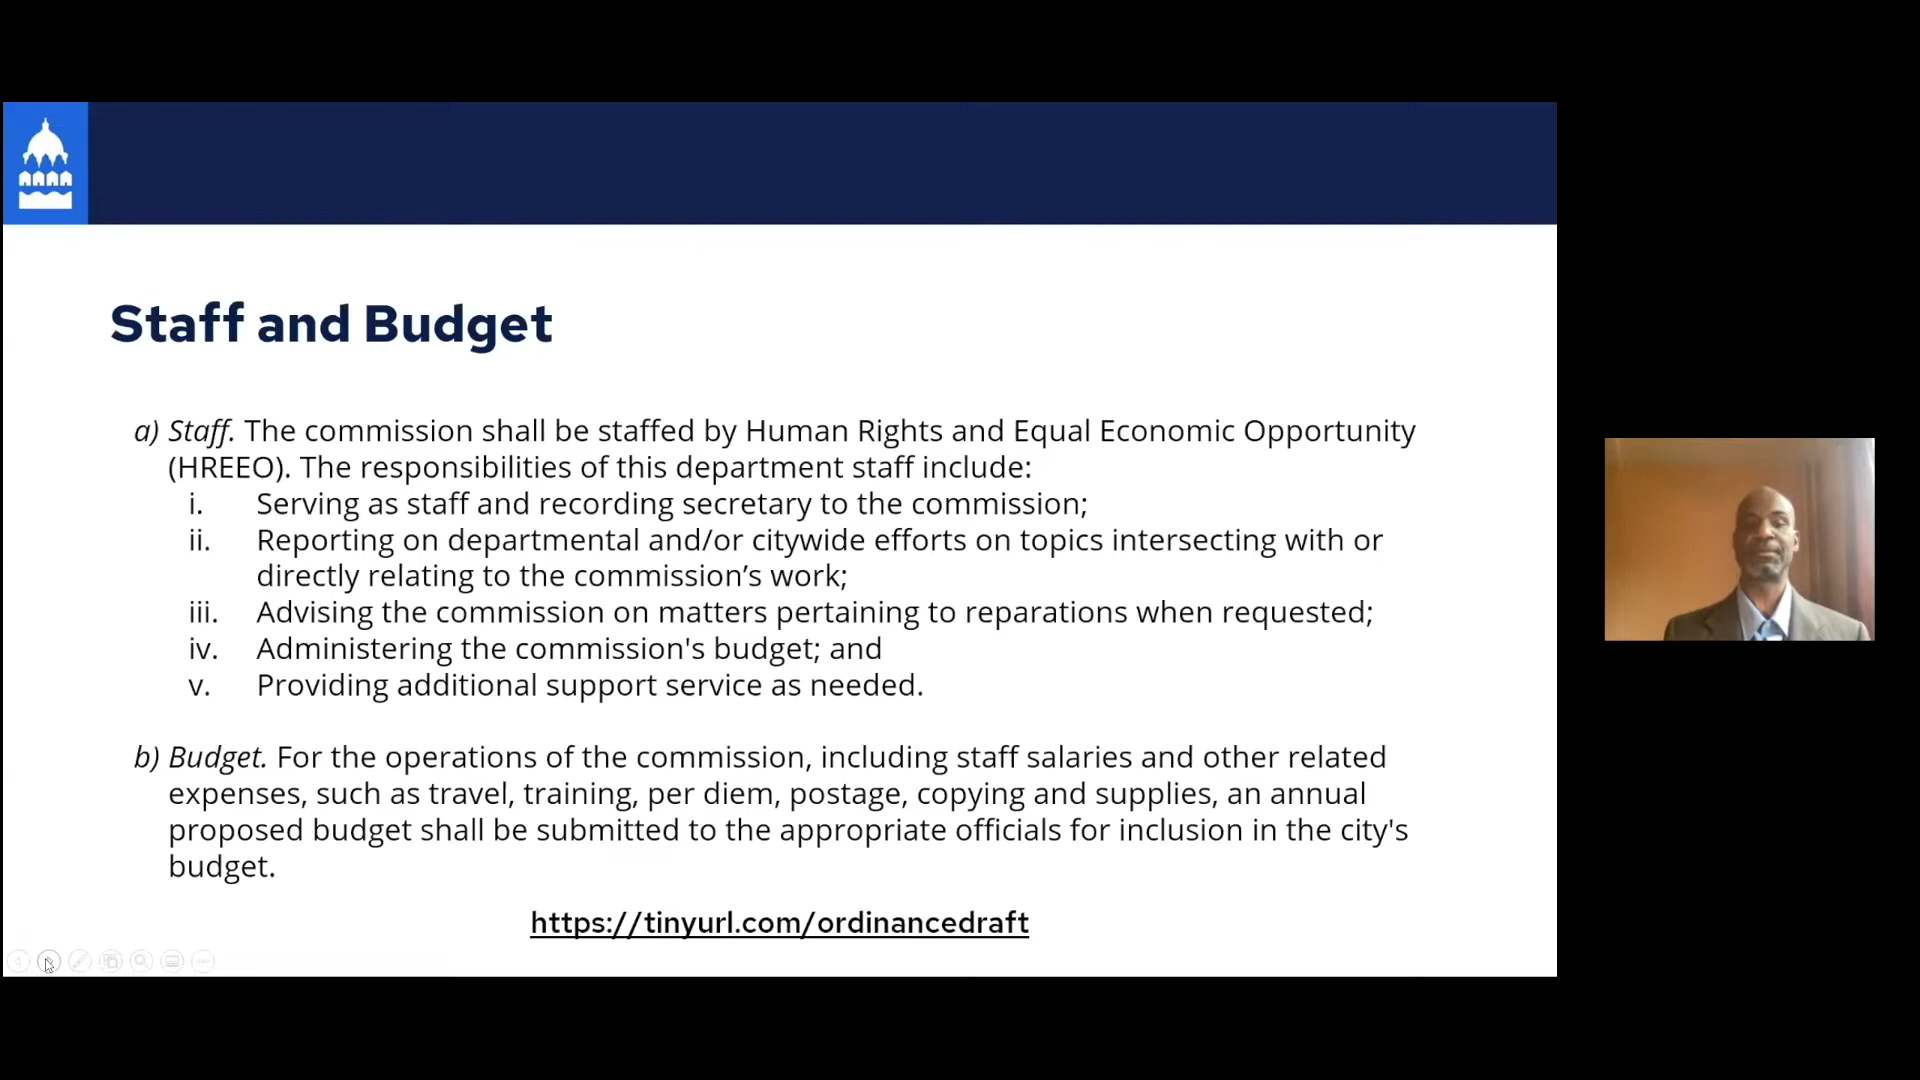 Staff and Budget
a) Staff. The commission shall be staffed by Human Rights and Equal Economic Opportunity
(HREEO). The responsibilities of this department staff include:
i. Serving as staff and recording secretary to the commission;
ii. Reporting on departmental and/or citywide efforts on topics intersecting with or
directly relating to the commission’s work;
iii. Advising the commission on matters pertaining to reparations when requested;
iv. Administering the commission's budget; and
v. Providing additional support service as needed.
b) Budget. For the operations of the commission, including staff salaries and other related
expenses, such as travel, training, per diem, postage, copying and supplies, an annual
proposed budget shall be submitted to the appropriate officials for inclusion in the city's
budget.
https://tinyurl.com/ordinancedraft